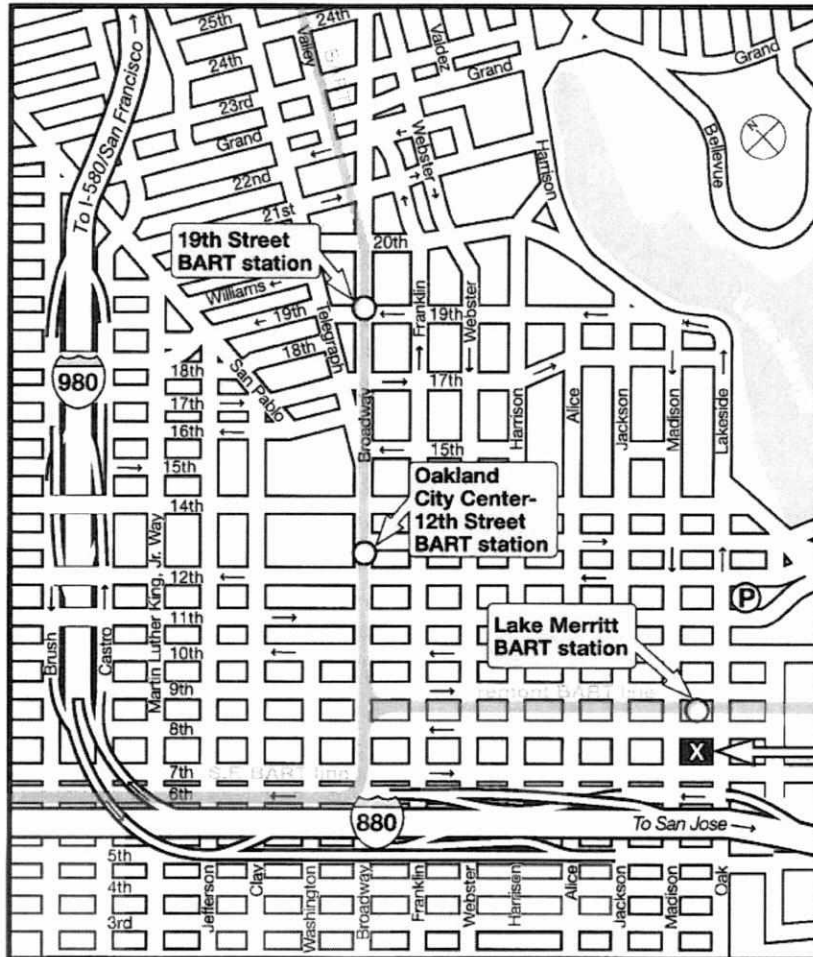 25th
24th
Valley
24th
Valdez
Grand
24th
23rd
Grand
22nd
21st
Webster
Harrison
Grand
Bellevue
N
To I-580/San Francisco
20th
19th Street
BART station
Williams
19th
18th
Telegraph
San Pablo
Broadway
Franklin
19th
Webster
17th
Harrison
Alice
Jackson
Madison
Lakeside
980
18th
17th
16th
15th
15th
14th
Oakland
City Center-
12th Street
BART station
Martin Luther King, Jr. Way
12th
11th
10th
9th
8th
7th
6th
Brush
Castro
P
Lake Merritt
BART station
remont BART line
X
S.F. BART line
880
To San Jose
5th
4th
3rd
Jefferson
Clay
Washington
Broadway
Franklin
Webster
Harrison
Alice
Jackson
Madison
Oak